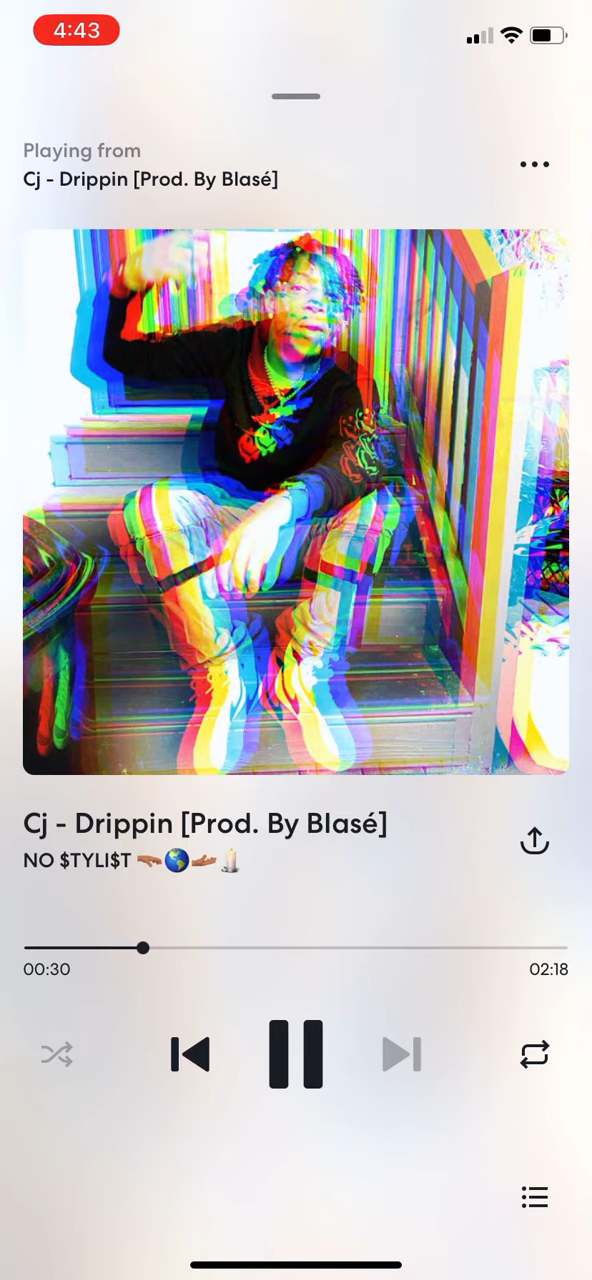 4:43
Playing from
Cj - Drippin [Prod. By Blasé]
Cj - Drippin [Prod. By Blasé]
NO $TYLI$T 🫳🏾🌎🫴🏾🕯️
00:30
02:18